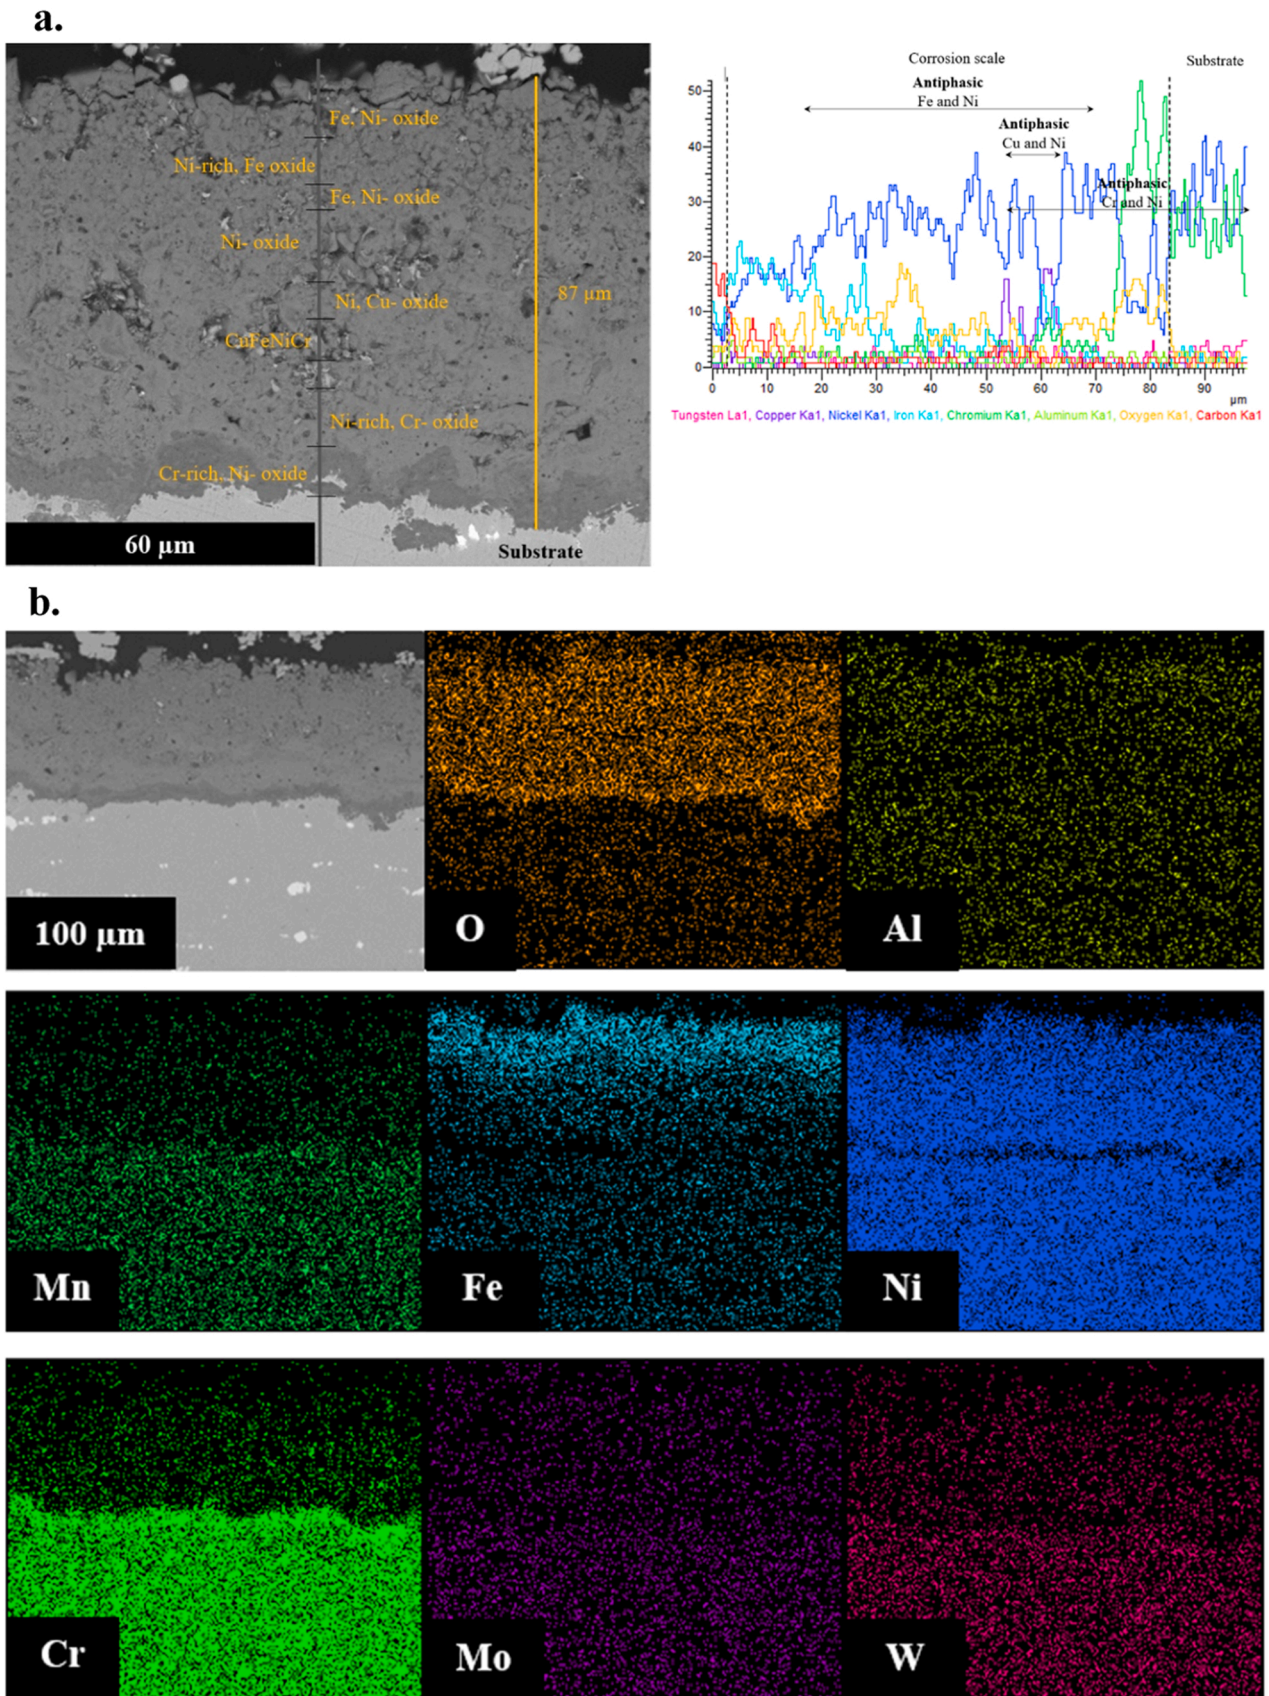 a.
Fe, Ni- oxide
Ni-rich, Fe oxide
Fe, Ni- oxide
Ni- oxide
87 µm
Ni, Cu- oxide
CuFeNiCr
Ni-rich, Cr- oxide
Cr-rich, Ni- oxide
60 µm
Substrate
Corrosion scale
Substrate
Antiphasic
Fe and Ni
Antiphasic
Cu and Ni
Antiphasic
Cr and Ni
50
40
30
20
10
0
0 10 20 30 40 50 60 70 80 90
µm
Tungsten La1, Copper Ka1, Nickel Ka1, Iron Ka1, Chromium Ka1, Aluminum Ka1, Oxygen Ka1, Carbon Ka1
b.
100 µm
O
Al
Mn
Fe
Ni
Cr
Mo
W